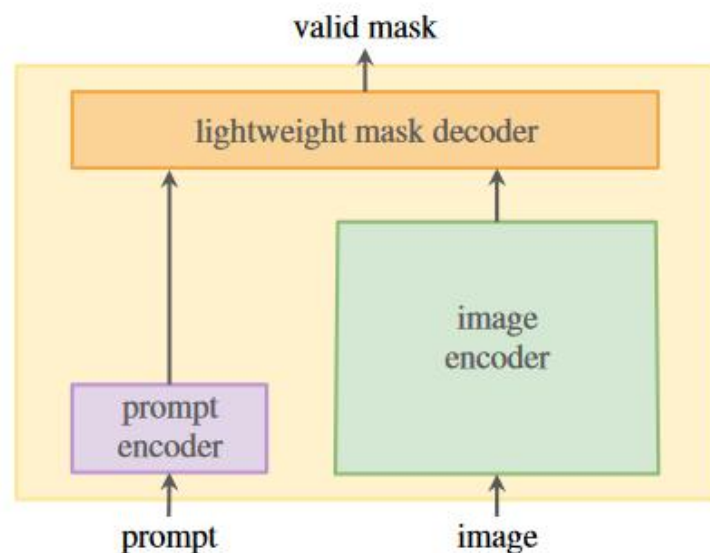 valid mask
lightweight mask decoder
image
encoder
prompt
encoder
prompt
image